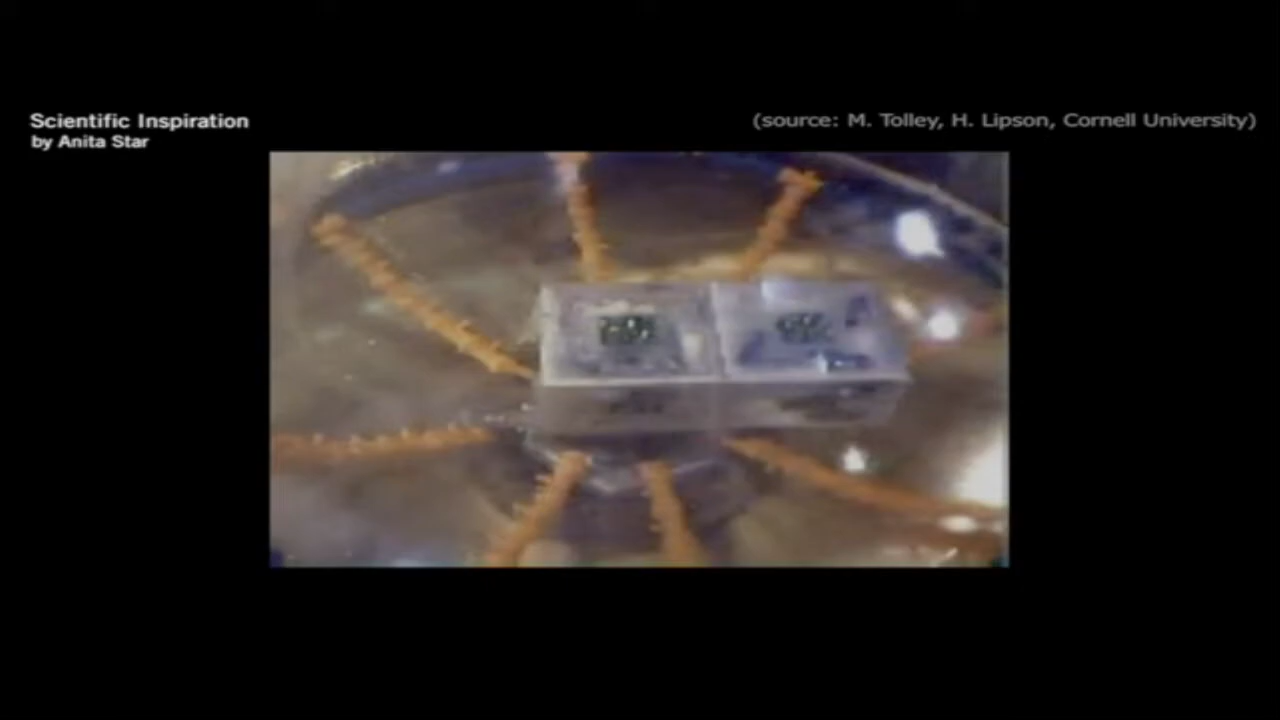 Scientific Inspiration
by Anita Star
(source: M. Tolley, H. Lipson, Cornell University)